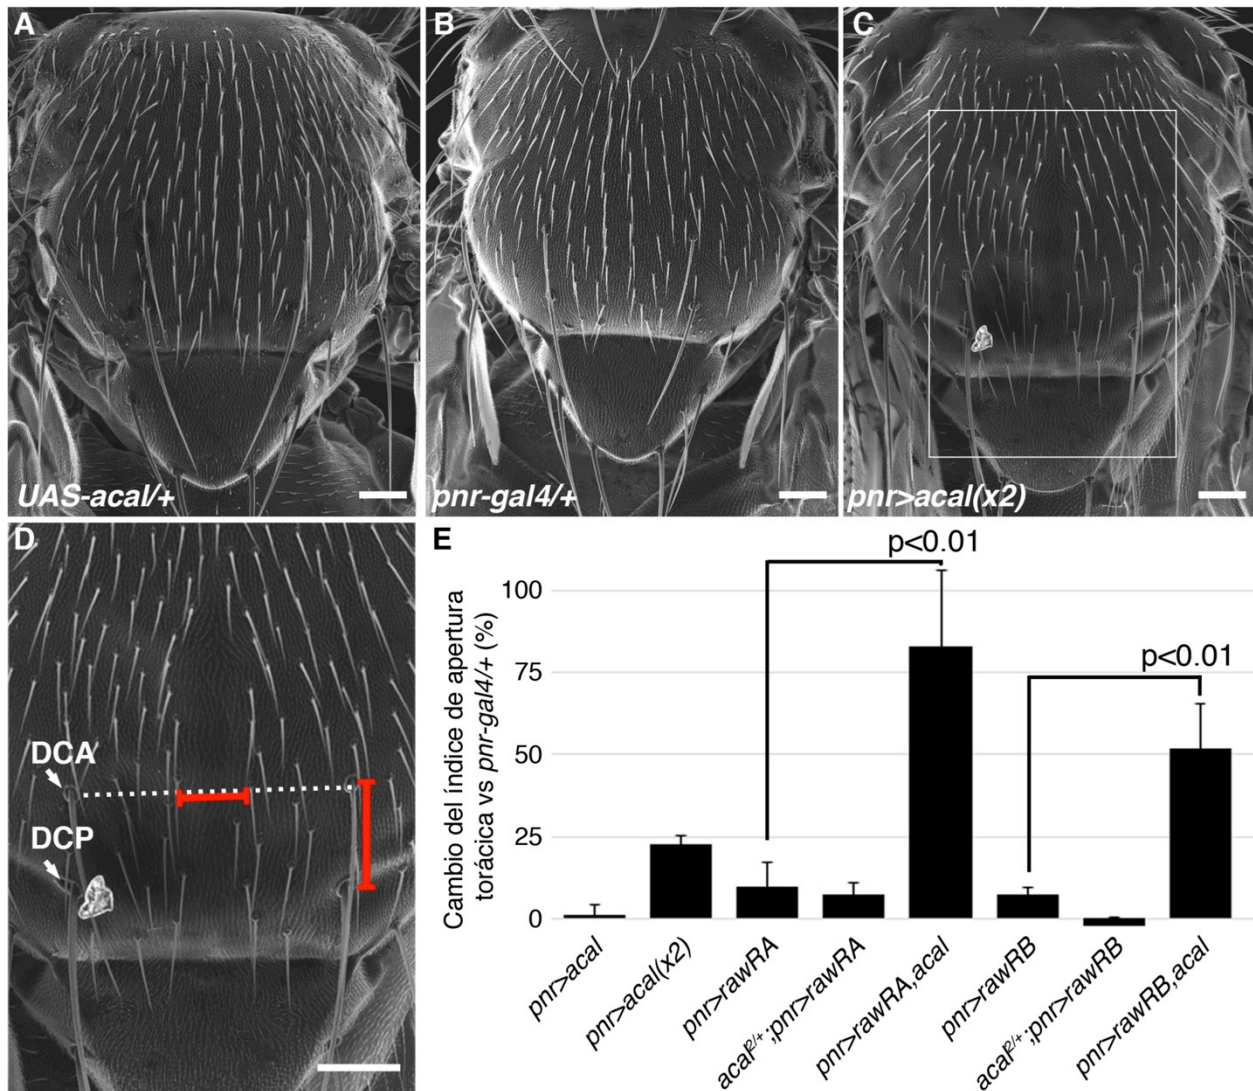 A
B
C
UAS-acal/+
pnr-gal4/+
pnr>acal(x2)
D
E
DCA
DCP
Cambio del índice de apertura
torácica vs pnr-gal4/+ (%)
p<0.01
p<0.01
100
75
50
25
0
pnr>acal
pnr>acal(x2)
pnr>rawRA
acal²/+;pnr>rawRA
pnr>rawRA,acal
pnr>rawRB
acal²/+;pnr>rawRB
pnr>rawRB,acal